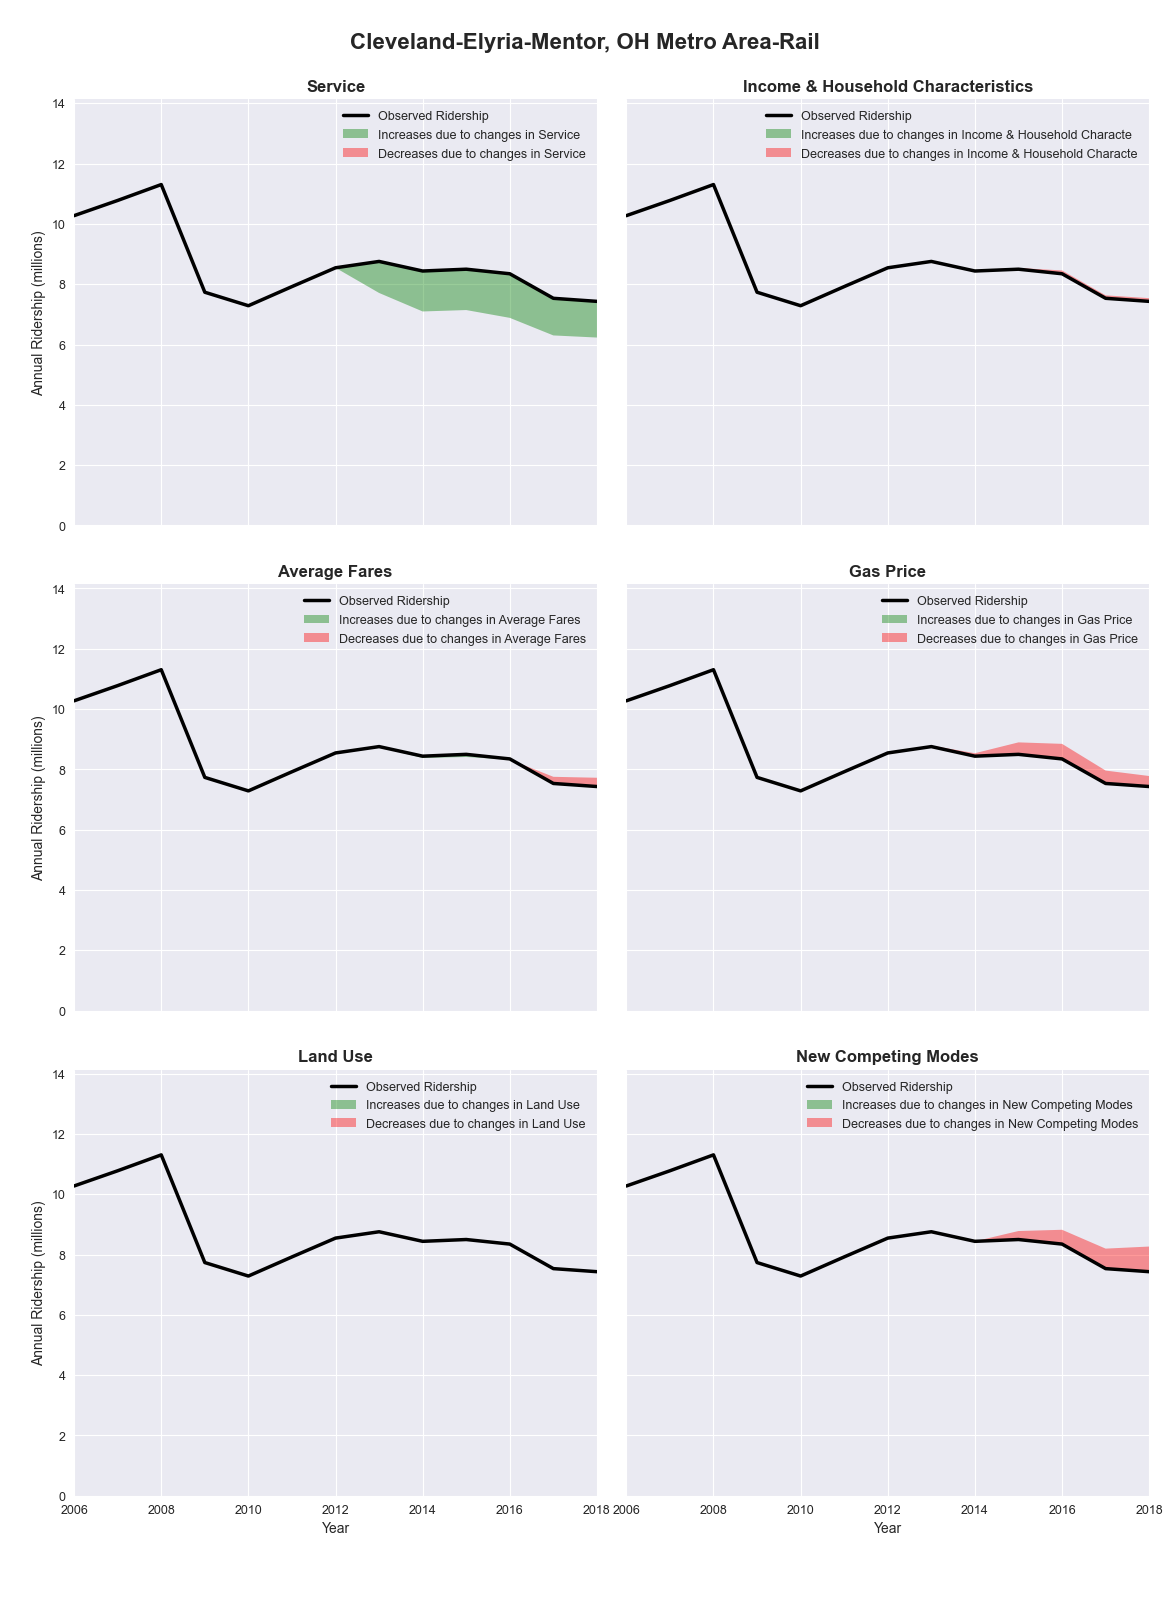 Cleveland-Elyria-Mentor, OH Metro Area-Rail
Service
Observed Ridership
Increases due to changes in Service
Decreases due to changes in Service
Annual Ridership (millions)
14
12
10
8
6
4
2
0
Income & Household Characteristics
Observed Ridership
Increases due to changes in Income & Household Characte
Decreases due to changes in Income & Household Characte
Average Fares
Observed Ridership
Increases due to changes in Average Fares
Decreases due to changes in Average Fares
Annual Ridership (millions)
14
12
10
8
6
4
2
0
Gas Price
Observed Ridership
Increases due to changes in Gas Price
Decreases due to changes in Gas Price
Land Use
Observed Ridership
Increases due to changes in Land Use
Decreases due to changes in Land Use
Annual Ridership (millions)
14
12
10
8
6
4
2
0
2006 2008 2010 2012 2014 2016 2018
Year
New Competing Modes
Observed Ridership
Increases due to changes in New Competing Modes
Decreases due to changes in New Competing Modes
2006 2008 2010 2012 2014 2016 2018
Year